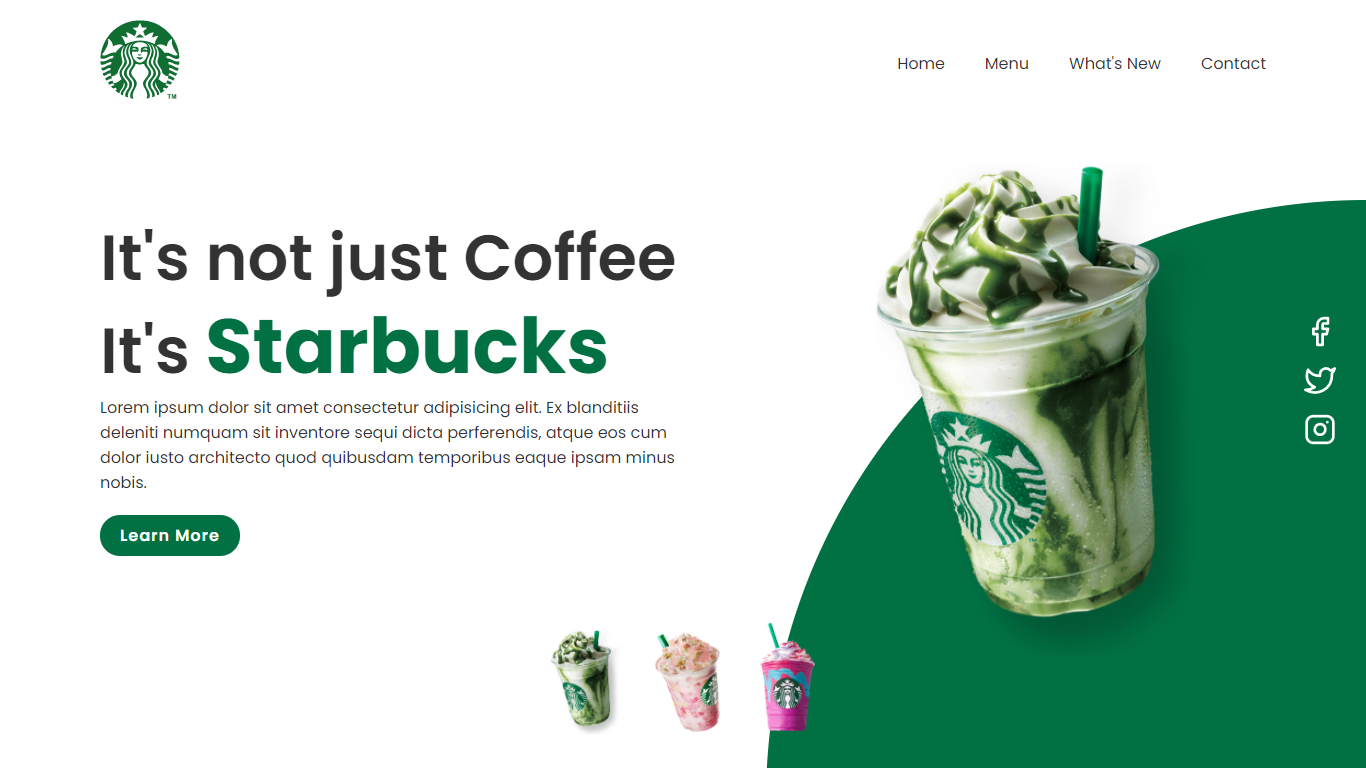 TM
Home
Menu
What's New
Contact
It's not just Coffee
It's Starbucks
Lorem ipsum dolor sit amet consectetur adipisicing elit. Ex blanditiis
deleniti numquam sit inventore sequi dicta perferendis, atque eos cum
dolor iusto architecto quod quibusdam temporibus eaque ipsam minus
nobis.
Learn More